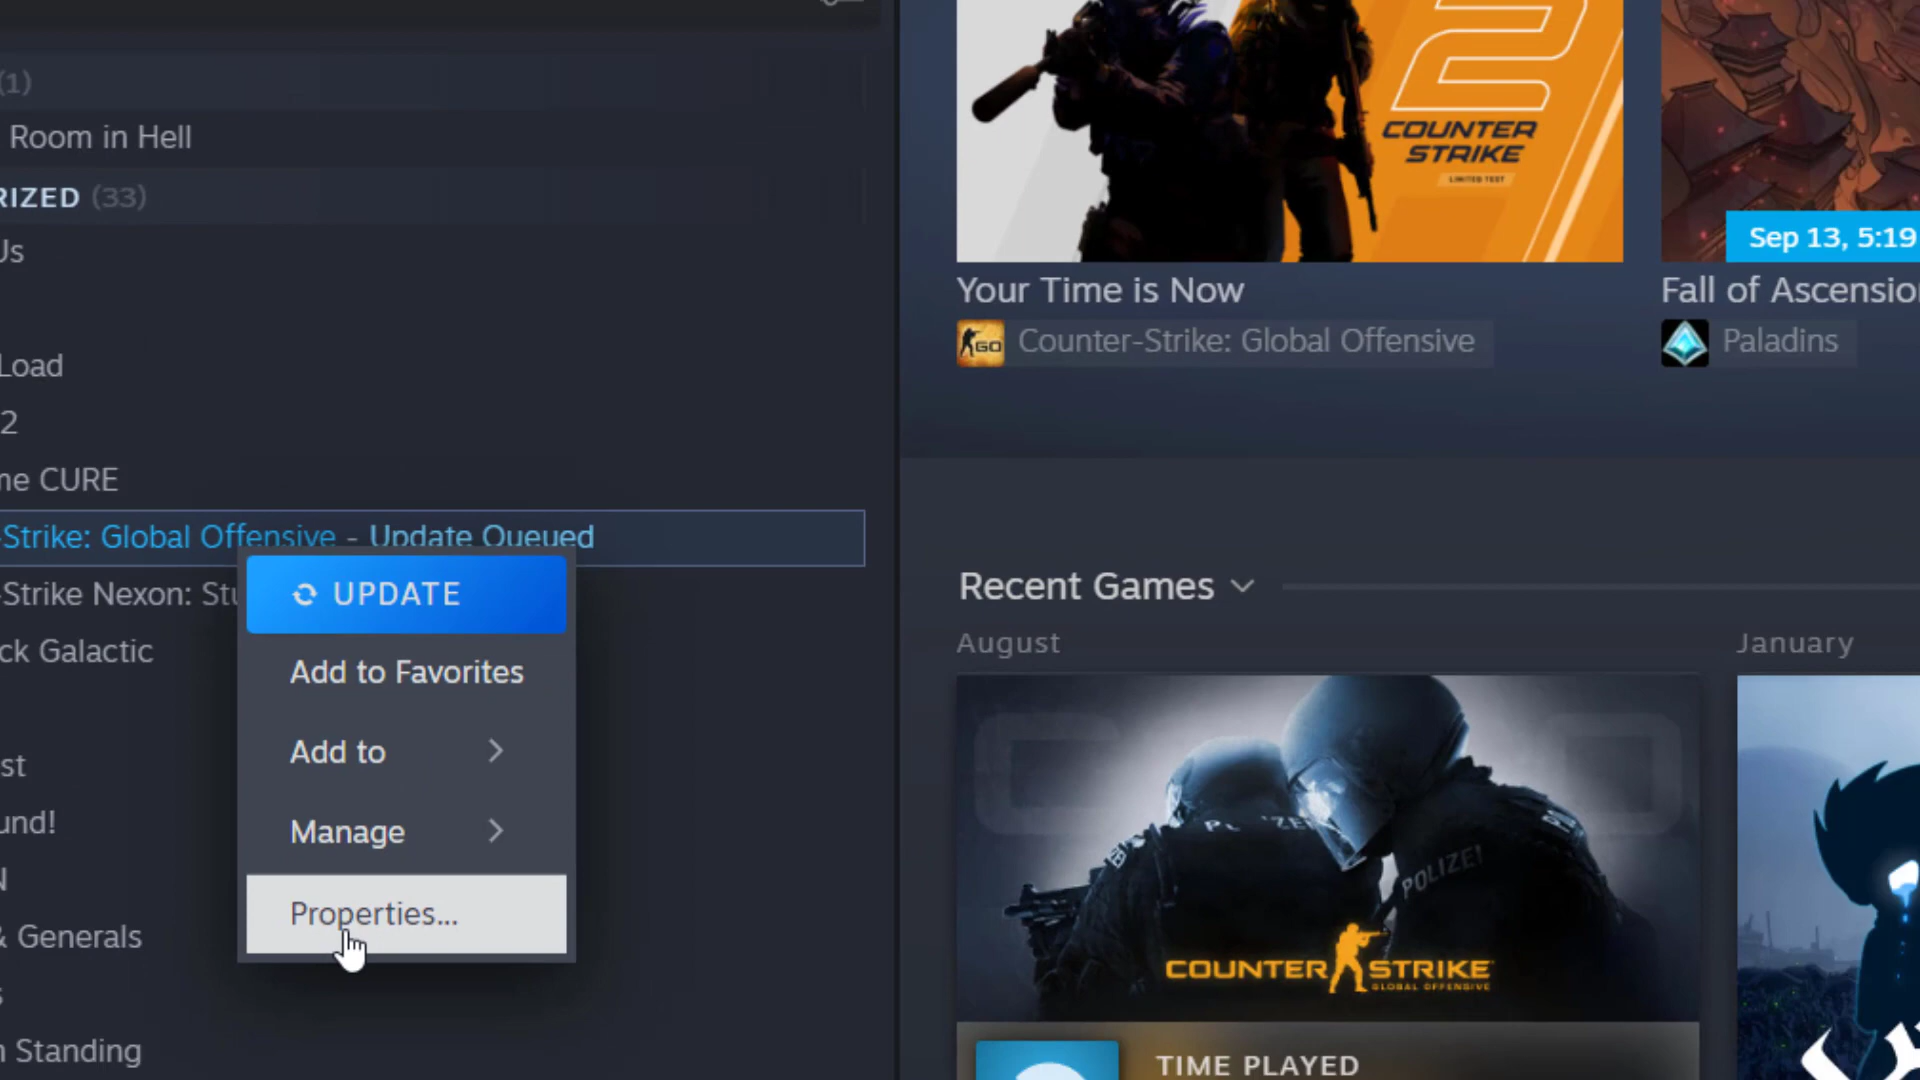 (1)
Room in Hell
RIZED (33)
Us
Load
2
me CURE
-Strike: Global Offensive - Update Queued
-Strike Nexon: Stu
ck Galactic
st
und!
N
& Generals
s
n Standing
UPDATE
Add to Favorites
Add to
Manage
Properties...
2
COUNTER
STRIKE
LIMITED TEST
Your Time is Now
GO
Counter-Strike: Global Offensive
Sep 13, 5:19
Fall of Ascension
Paladins
Recent Games
August
January
POLIZEI
POLIZEI
COUNTER STRIKE
GLOBAL OFFENSIVE
TIME PLAYED